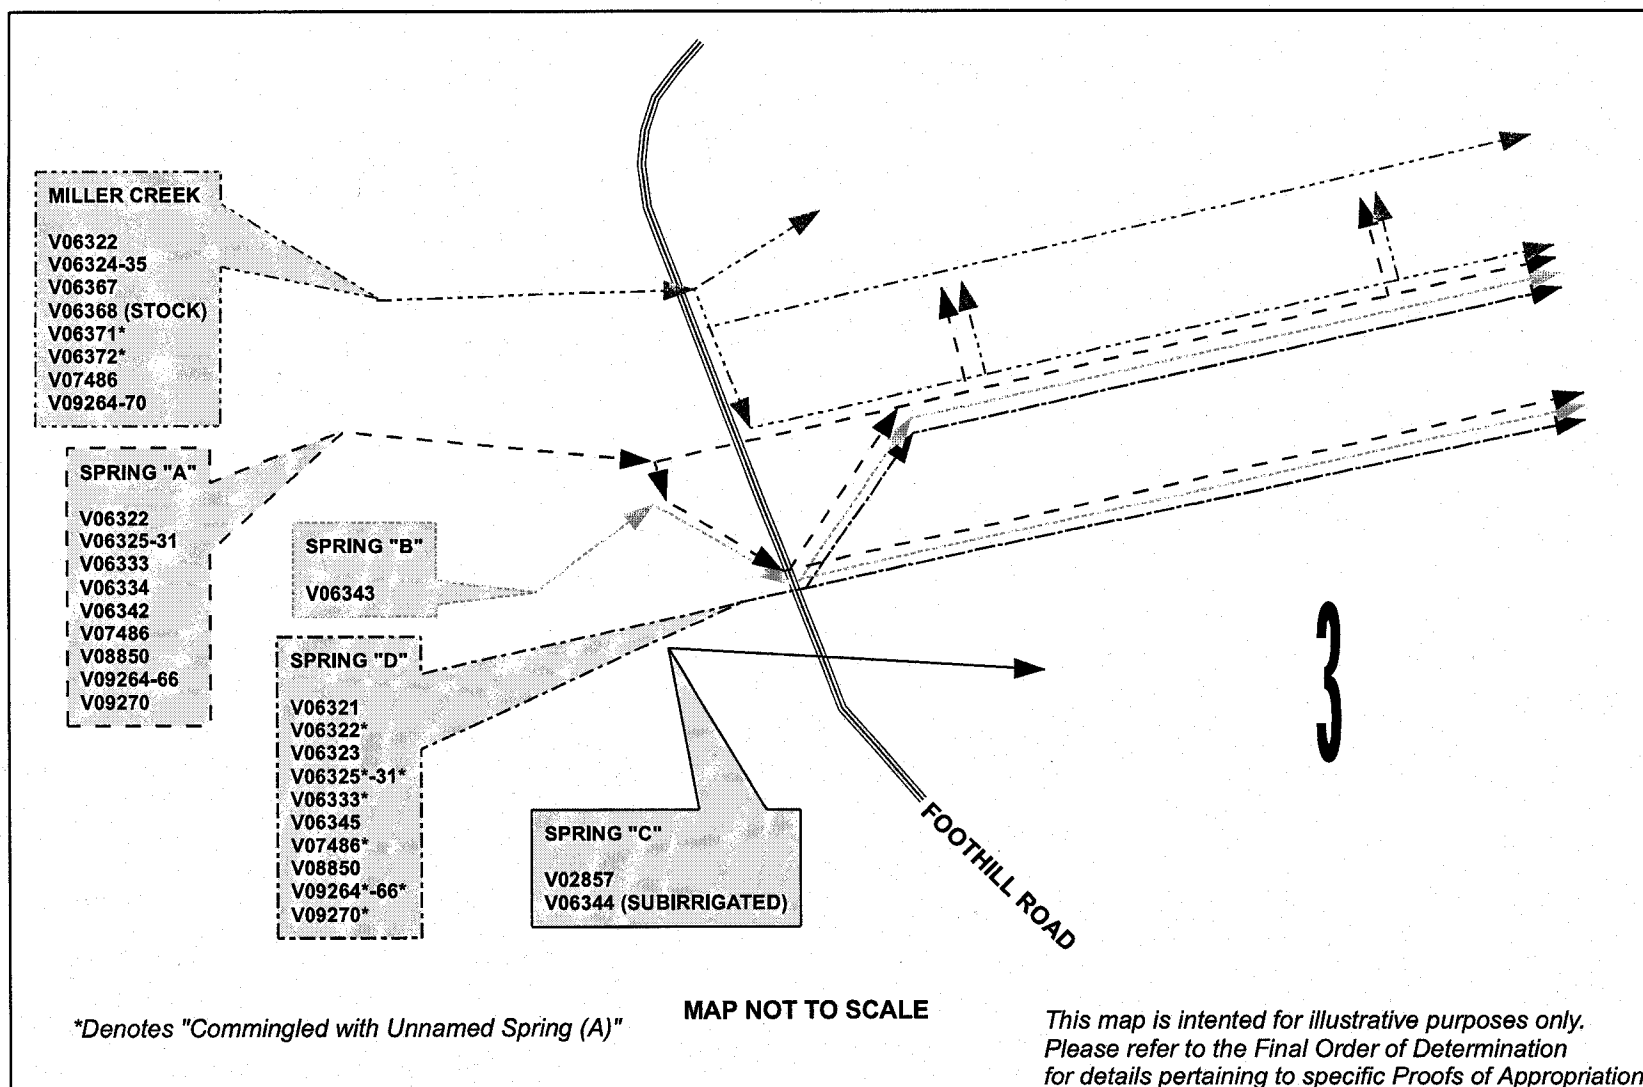 MILLER CREEK
V06322
V06324-35
V06367
V06368 (STOCK)
V06371*
V06372*
V07486
V09264-70
SPRING "A"
V06322
V06325-31
V06333
V06334
V06342
V07486
V08850
V09264-66
V09270
SPRING "B"
V06343
SPRING "D"
V06321
V06322*
V06323
V06325*-31*
V06333*
V06345
V07486*
V08850
V09264*-66*
V09270*
SPRING "C"
V02857
V06344 (SUBIRRIGATED)
FOOTHILL ROAD
3
*Denotes "Commingled with Unnamed Spring (A)"
MAP NOT TO SCALE
This map is intented for illustrative purposes only.
Please refer to the Final Order of Determination
for details pertaining to specific Proofs of Appropriation